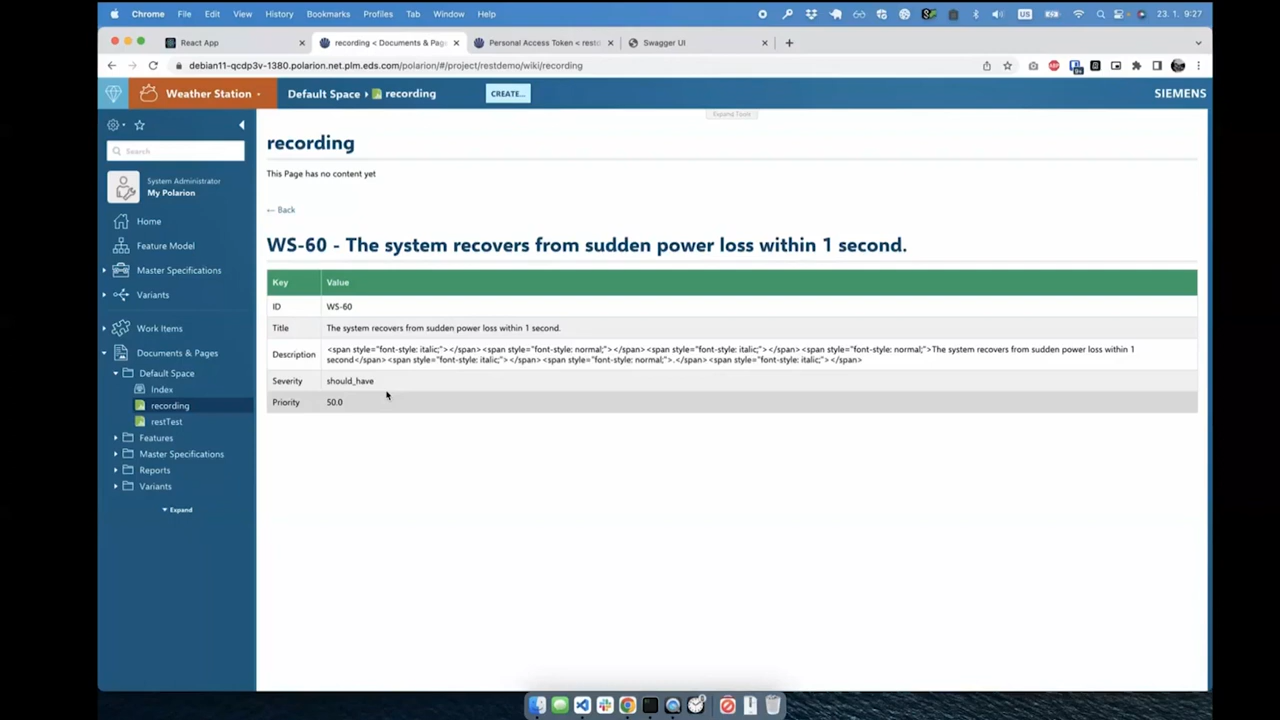 Chrome File Edit View History Bookmarks Profiles Tab Window Help US 23. 1. 9:27
React App recording < Documents & Pag Personal Access Token < restd Swagger UI
debian11-qcdp3v-1380.polarion.net.plm.eds.com/polarion/#/project/restdemo/wiki/recording
Weather Station Default Space recording CREATE... SIEMENS
Expand Tools
Search
System Administrator
My Polarion
Home
Feature Model
Master Specifications
Variants
Work Items
Documents & Pages
Default Space
Index
recording
restTest
Features
Master Specifications
Reports
Variants
Expand
recording
This Page has no content yet
← Back
WS-60 - The system recovers from sudden power loss within 1 second.
Key Value
ID WS-60
Title The system recovers from sudden power loss within 1 second.
Description <span style="font-style: italic;"></span><span style="font-style: normal;"></span><span style="font-style: italic;"></span><span style="font-style: normal;">The system recovers from sudden power loss within 1
second</span><span style="font-style: italic;"></span><span style="font-style: normal;">.</span><span style="font-style: italic;"> </span>
Severity should_have
Priority 50.0